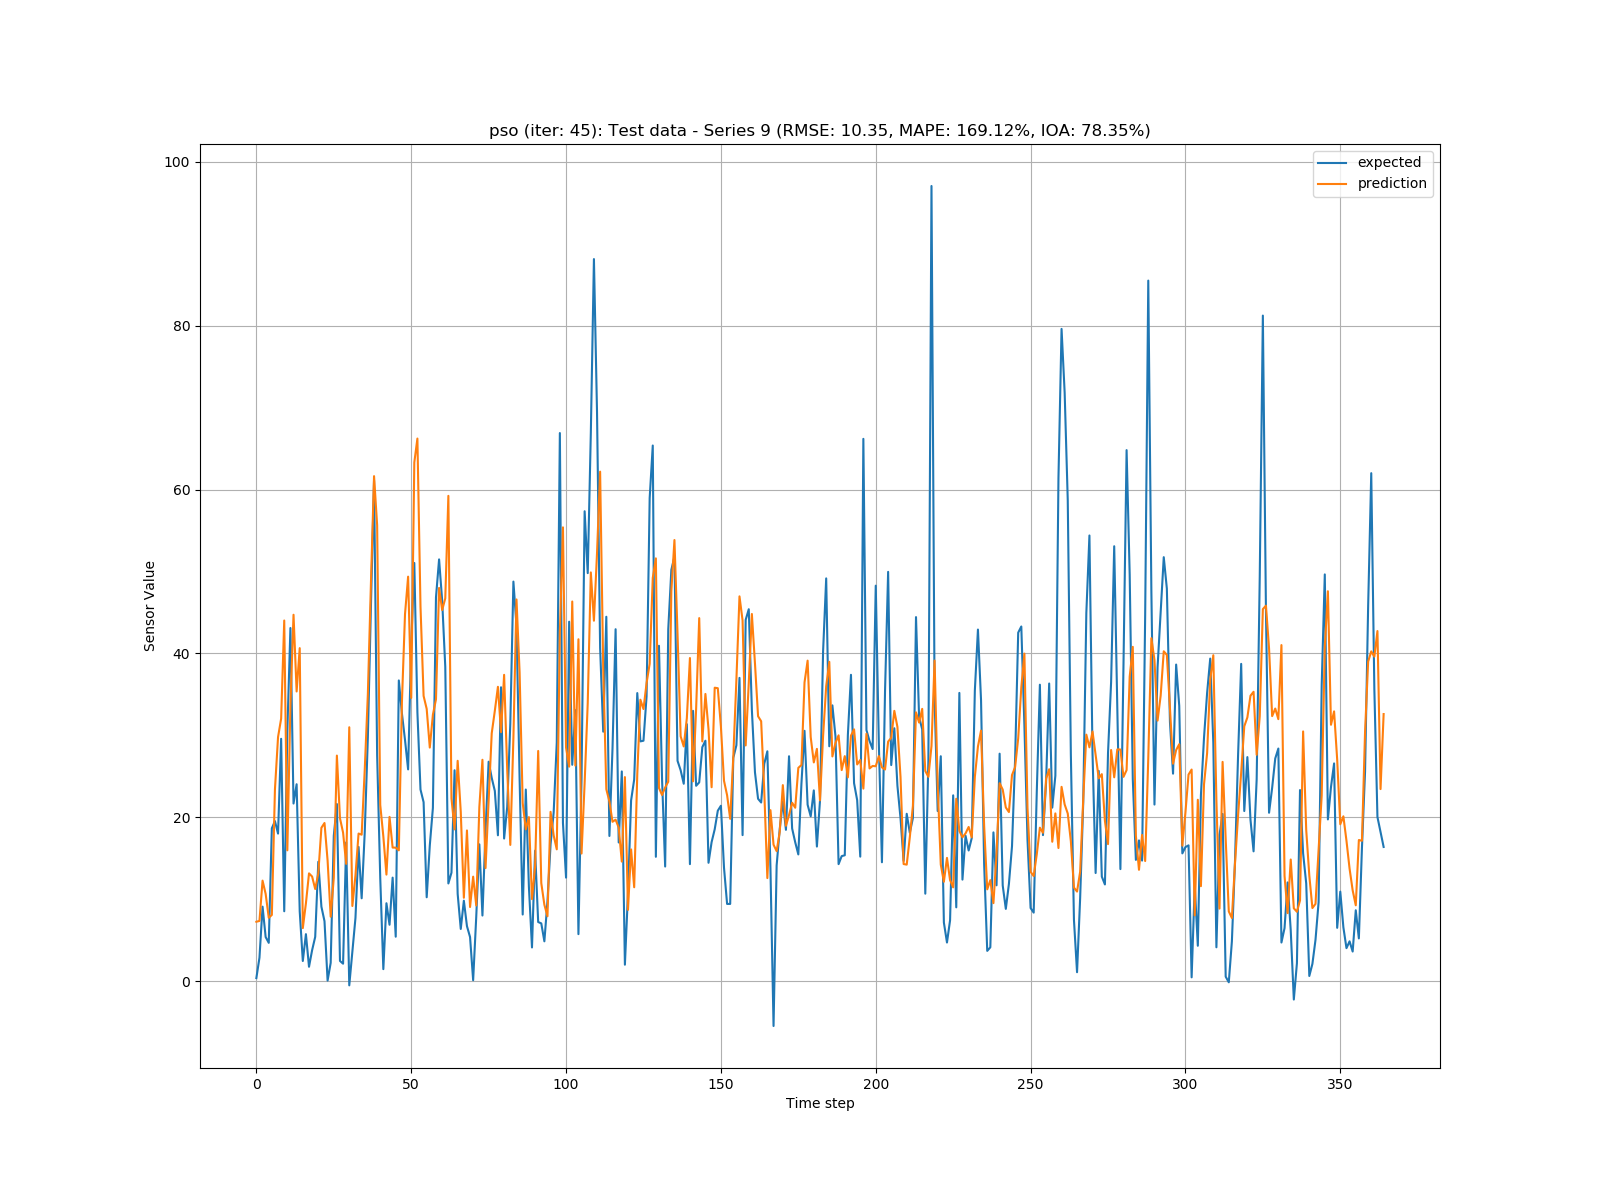 pso (iter: 45): Test data - Series 9 (RMSE: 10.35, MAPE: 169.12%, IOA: 78.35%)
expected
prediction
100
80
60
40
20
0
Sensor Value
0 50 100 150 200 250 300 350
Time step